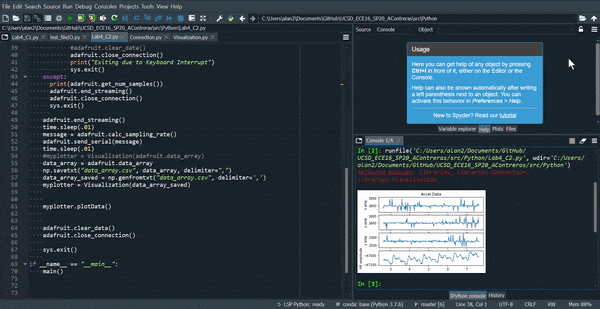 File Edit Search Source Run Debug Consoles Projects Tools View Help
C:\Users\alan2\Documents\GitHub\UCSD_ECE16_SP20_AContreras\src\Python
C:\Users\alan2\Documents\GitHub\UCSD_ECE16_SP20_AContreras\src\Python\Lab4_C2.py
Lab4_C1.py
test_fileIO.py
Lab4_C2.py
Connection.py
Visualization.py
39 #adafruit.clear_data()
40 adafruit.close_connection()
41 print("Exiting due to Keyboard Interrupt")
42 sys.exit()
43 except:
44 print(adafruit.get_num_samples())
45 adafruit.end_streaming()
46 adafruit.close_connection()
47 sys.exit()
48
49 adafruit.end_streaming()
50 time.sleep(.01)
51 message = adafruit.calc_sampling_rate()
52 adafruit.send_serial(message)
53 time.sleep(.01)
54 #myplotter = Visualization(adafruit.data_array)
55 data_array = adafruit.data_array
56 np.savetxt("data_array.csv", data_array, delimiter=",")
57 data_array_saved = np.genfromtxt("data_array.csv", delimiter=',')
58 myplotter = Visualization(data_array_saved)
59
60
61 myplotter.plotData()
62
63
64 adafruit.clear_data()
65 adafruit.close_connection()
66
67 sys.exit()
68
69 if __name__ == "__main__":
70 main()
71
72
73
Source Console Object
Usage
Here you can get help of any object by pressing
Ctrl+I in front of it, either on the Editor or the
Console.
Help can also be shown automatically after writing
a left parenthesis next to an object. You can
activate this behavior in Preferences > Help.
New to Spyder? Read our tutorial
Variable explorer Help Plots Files
Console 1/A
In [2]: runfile('C:/Users/alan2/Documents/GitHub/
UCSD_ECE16_SP20_AContreras/src/Python/Lab4_C2.py', wdir='C:/Users/
alan2/Documents/GitHub/UCSD_ECE16_SP20_AContreras/src/Python')
Reloaded modules: Libraries, Libraries.Connection,
Libraries.Visualization
Accel Data
3 4 5 6 7
In [3]:
IPython console History
LSP Python: ready conda: base (Python 3.7.6) master [6] Line 38, Col 1 UTF-8 CRLF RW Mem 88%